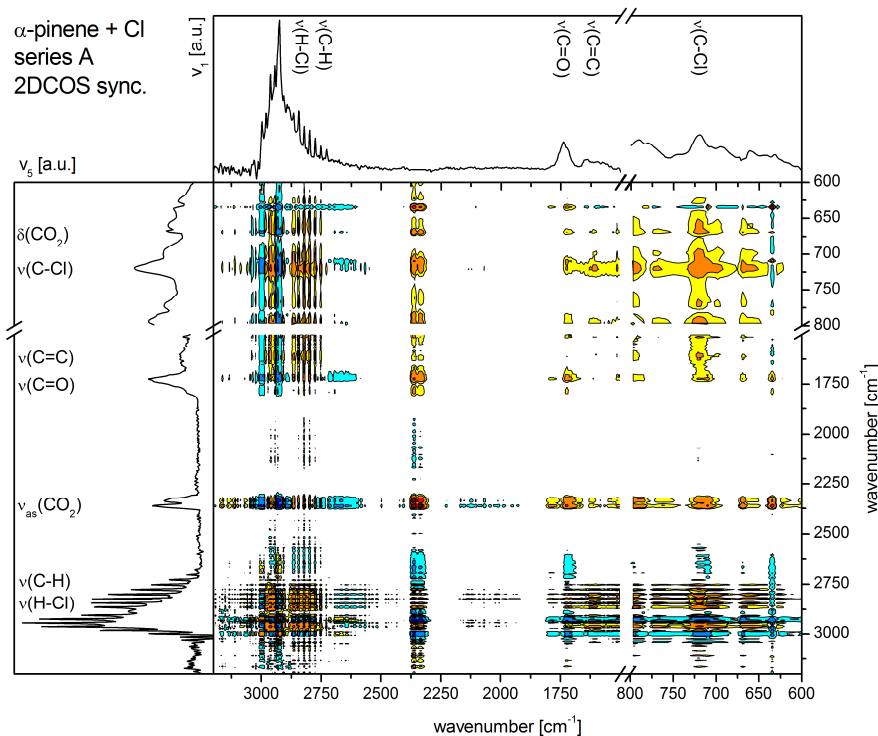 α-pinene + Cl
series A
2DCOS sync.
ν1 [a.u.]
ν(H-Cl)
ν(C-H)
ν(C=O)
ν(C=C)
ν(C-Cl)
ν5 [a.u.]
δ(CO2)
ν(C-Cl)
ν(C=C)
ν(C=O)
νas(CO2)
ν(C-H)
ν(H-Cl)
600
650
700
750
800
1750
2000
2250
2500
2750
3000
wavenumber [cm-1]
3000 2750 2500 2250 2000 1750 800 750 700 650 600
wavenumber [cm-1]